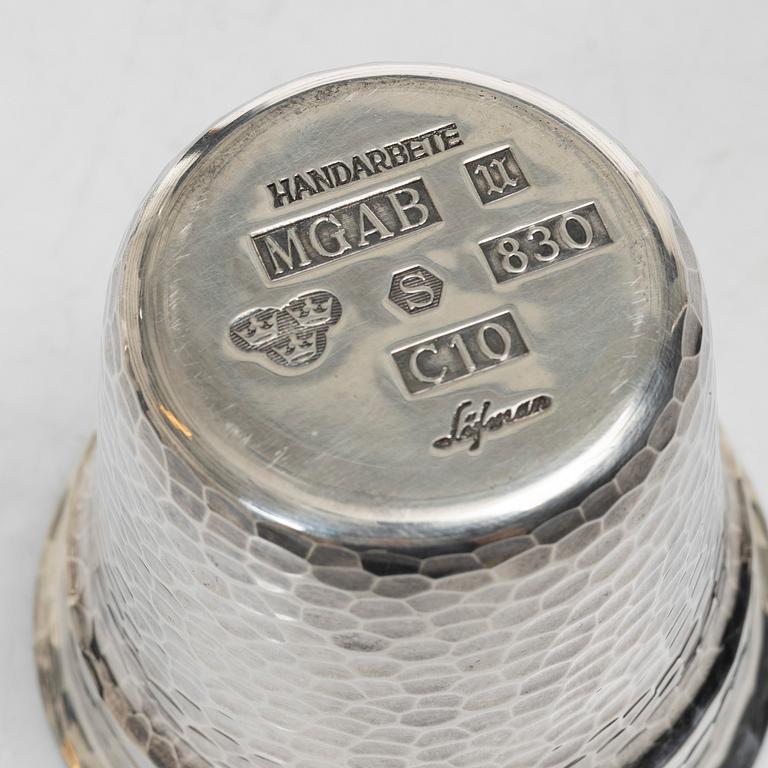 HANDARBETE
MGAB U
S 830
C10
Löfman